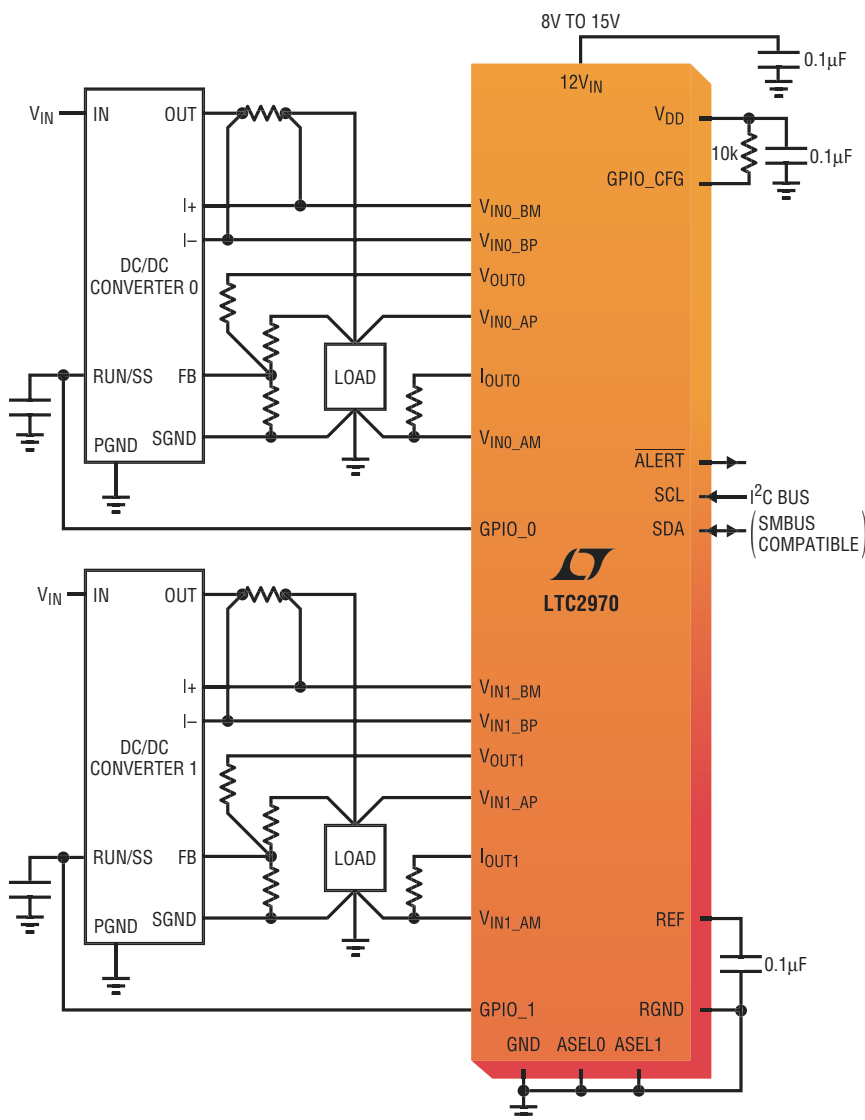 8V TO 15V
0.1µF
12VIN
VDD
10k
0.1µF
GPIO_CFG
VIN
IN
OUT
I+
I–
DC/DC
CONVERTER 0
RUN/SS
FB
SGND
PGND
LOAD
VIN0_BM
VIN0_BP
VOUT0
VIN0_AP
IOUT0
VIN0_AM
GPIO_0
ALERT
SCL
I2C BUS
SDA
(SMBUS
COMPATIBLE)
LTC2970
VIN
IN
OUT
I+
I–
DC/DC
CONVERTER 1
RUN/SS
FB
SGND
PGND
LOAD
VIN1_BM
VIN1_BP
VOUT1
VIN1_AP
IOUT1
VIN1_AM
GPIO_1
REF
0.1µF
RGND
GND ASEL0 ASEL1